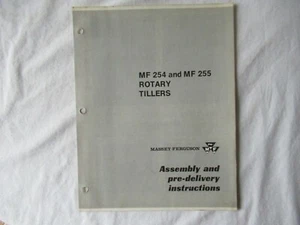 MF 254 and MF 255
ROTARY
TILLERS
MASSEY FERGUSON
Assembly and
pre-delivery
instructions